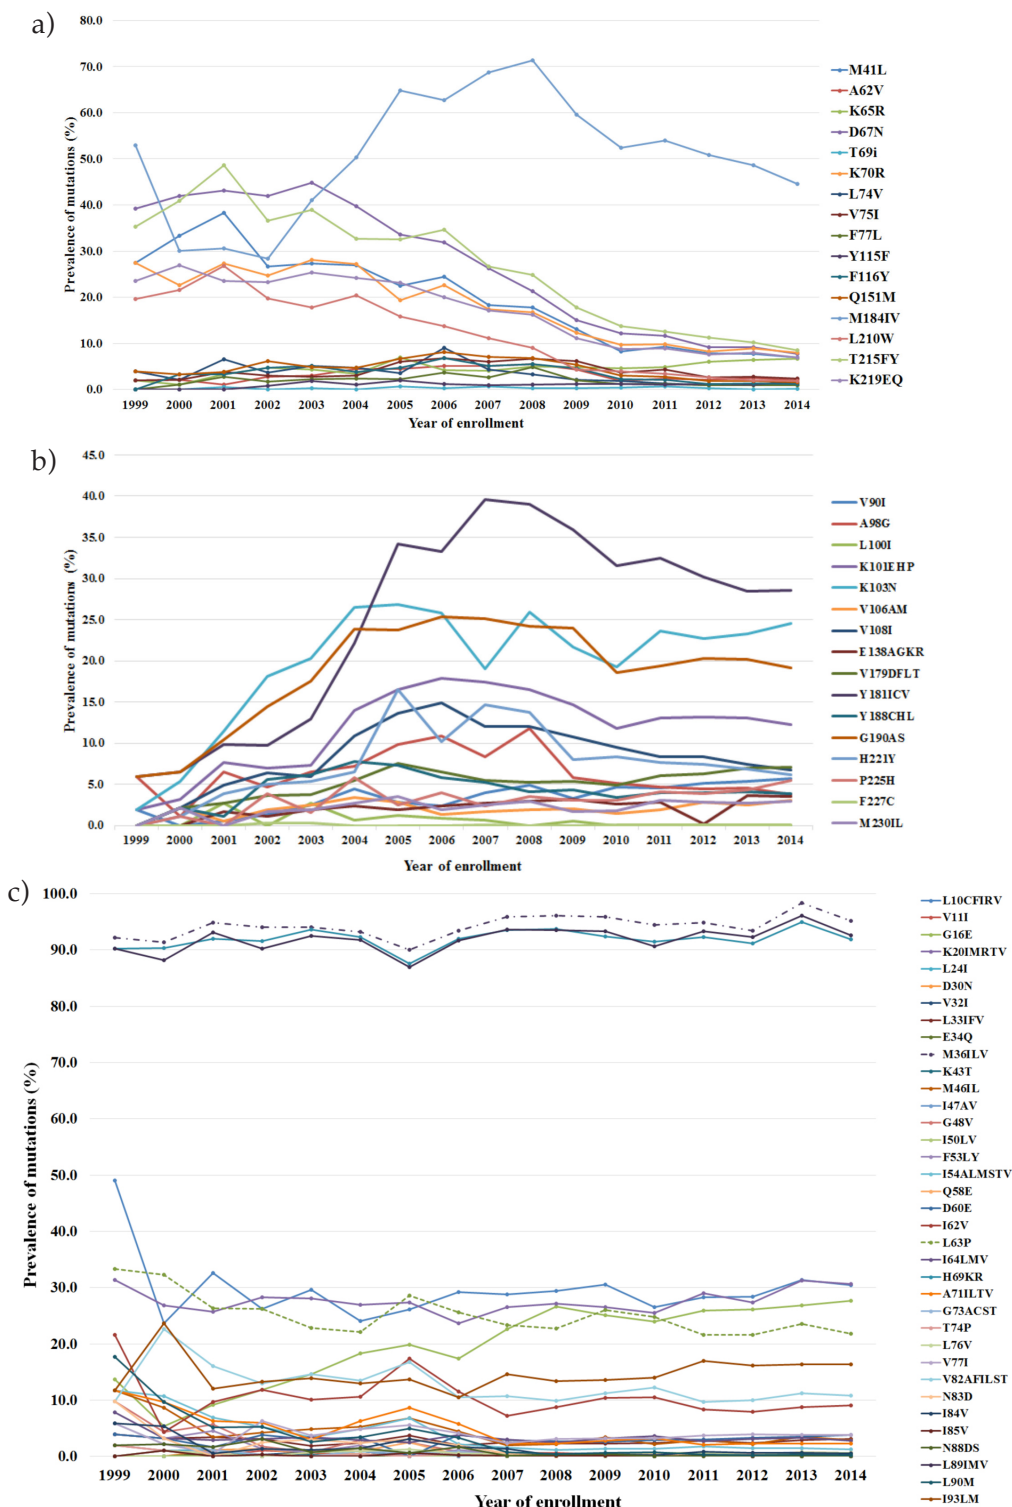 a)
80.0
70.0
60.0
50.0
40.0
30.0
20.0
10.0
0.0
Prevalence of mutations (%)
1999 2000 2001 2002 2003 2004 2005 2006 2007 2008 2009 2010 2011 2012 2013 2014
Year of enrollment
M41L
A62V
K65R
D67N
T69i
K70R
L74V
V75I
F77L
Y115F
F116Y
Q151M
M184IV
L210W
T215FY
K219EQ
b)
45.0
40.0
35.0
30.0
25.0
20.0
15.0
10.0
5.0
0.0
Prevalence of mutations (%)
1999 2000 2001 2002 2003 2004 2005 2006 2007 2008 2009 2010 2011 2012 2013 2014
Year of enrollment
V90I
A98G
L100I
K101EHP
K103N
V106AM
V108I
E138AGKR
V179DFLT
Y181ICV
Y188CHL
G190AS
H221Y
P225H
F227C
M230IL
c)
100.0
90.0
80.0
70.0
60.0
50.0
40.0
30.0
20.0
10.0
0.0
Prevalence of mutations (%)
1999 2000 2001 2002 2003 2004 2005 2006 2007 2008 2009 2010 2011 2012 2013 2014
Year of enrollment
L10CFIRV
V11I
G16E
K20IMRTV
L24I
D30N
V32I
L33IFV
E34Q
M36ILV
K43T
M46IL
I47AV
G48V
I50LV
F53LY
I54ALMSTV
Q58E
D60E
I62V
L63P
I64LMV
H69KR
A71ILTV
G73ACST
T74P
L76V
V77I
V82AFILST
N83D
I84V
I85V
N88DS
L89IMV
L90M
I93LM